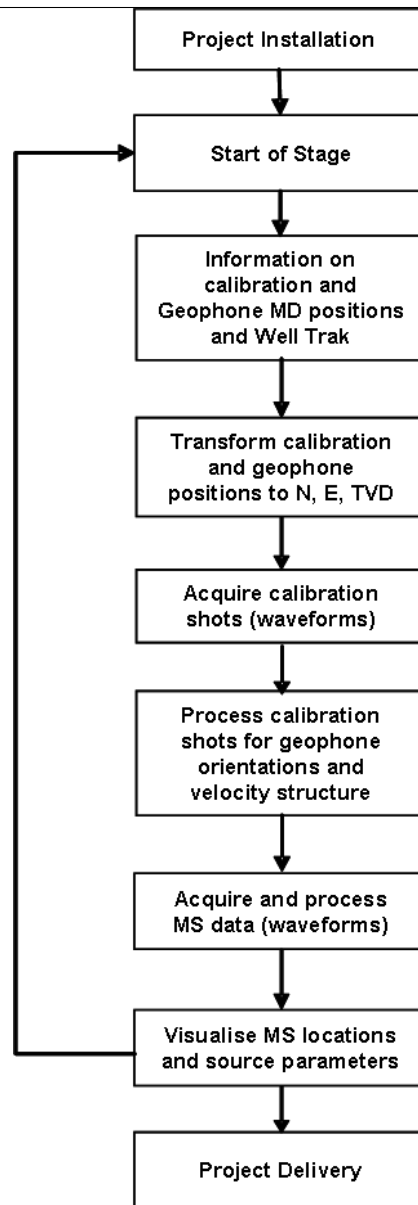 Project Installation
Start of Stage
Information on
calibration and
Geophone MD positions
and Well Trak
Transform calibration
and geophone
positions to N, E, TVD
Acquire calibration
shots (waveforms)
Process calibration
shots for geophone
orientations and
velocity structure
Acquire and process
MS data (waveforms)
Visualise MS locations
and source parameters
Project Delivery